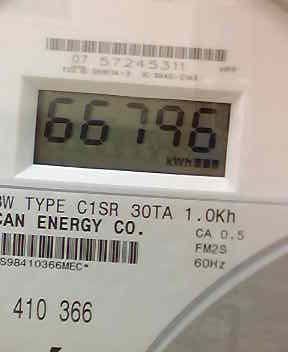 07 57245311
66796
kWh
3W TYPE C1SR 30TA 1.0Kh
CAN ENERGY CO.
CA 0.5
FM2S
60Hz
S98410366MEC*
410 366